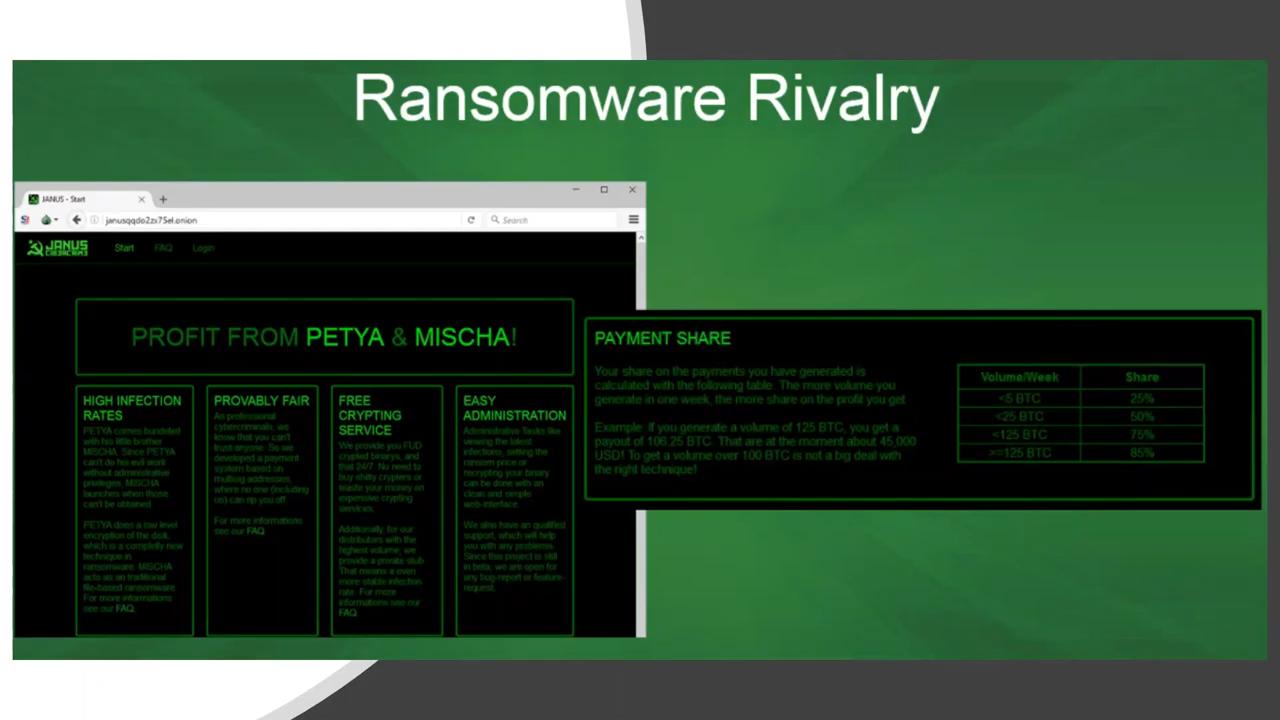 Ransomware Rivalry
JANUS - Start
janusqqdo2zx75el.onion
Search
JANUS
Start FAQ Login
PROFIT FROM PETYA & MISCHA!
HIGH INFECTION
RATES
PETYA comes bundeled
with his little brother
MISCHA. Since PETYA
can't do his evil work
without administrative
privileges, MISCHA
launches when those
can't be obtained.
PETYA does a low level
encryption of the disk,
which is a completly new
technique in
ransomware. MISCHA
acts as an traditional
file-based ransomware.
For more informations
see our FAQ.
PROVABLY FAIR
As professional
cybercriminals, we
know that you can't
trust anyone. So we
developed a payment
system based on
multisig addresses,
where no one (including
us) can rip you off.
For more informations
see our FAQ.
FREE
CRYPTING
SERVICE
We provide you FUD
crypted binarys, and
that 24/7. No need to
buy shitty crypters or
waste your money on
expensive crypting
services.
Additionaly, for our
distributors with the
highest volume, we
provide a private stub.
That means a even
more stable infection
rate. For more
informations see our
FAQ.
EASY
ADMINISTRATION
Administrative Tasks like
viewing the latest
infections, setting the
ransom price or
recrypting your binary
can be done with an
clean and simple
web-interface.
We also have an qualified
support, which will help
you with any problems.
Since this project is still
in beta, we are open for
any bug-report or feature-
request.
PAYMENT SHARE
Your share on the payments you have generated is
calculated with the following table. The more volume you
generate in one week, the more share on the profit you get.
Example: If you generate a volume of 125 BTC, you get a
payout of 106.25 BTC. That are at the moment about 45,000
USD! To get a volume over 100 BTC is not a big deal with
the right technique!
Volume/Week Share
<5 BTC 25%
<25 BTC 50%
<125 BTC 75%
>=125 BTC 85%